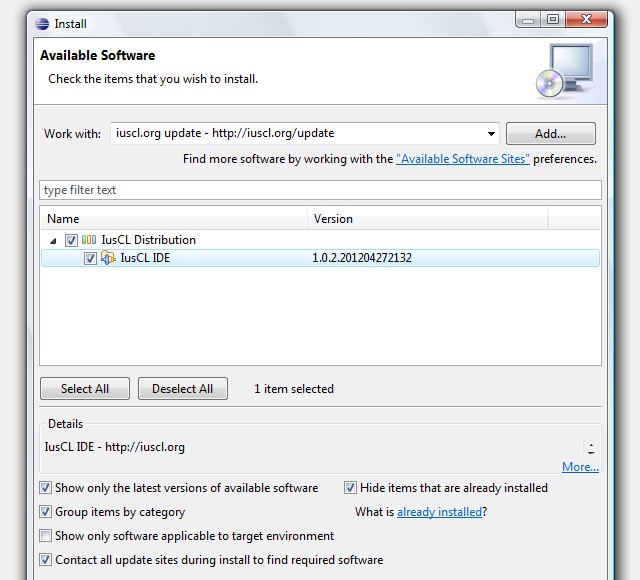 Install
Available Software
Check the items that you wish to install.
Work with: iuscl.org update - http://iuscl.org/update Add...
Find more software by working with the "Available Software Sites" preferences.
type filter text
Name Version
IusCL Distribution
IusCL IDE 1.0.2.201204272132
Select All Deselect All 1 item selected
Details
IusCL IDE - http://iuscl.org
More...
Show only the latest versions of available software Hide items that are already installed
Group items by category What is already installed?
Show only software applicable to target environment
Contact all update sites during install to find required software